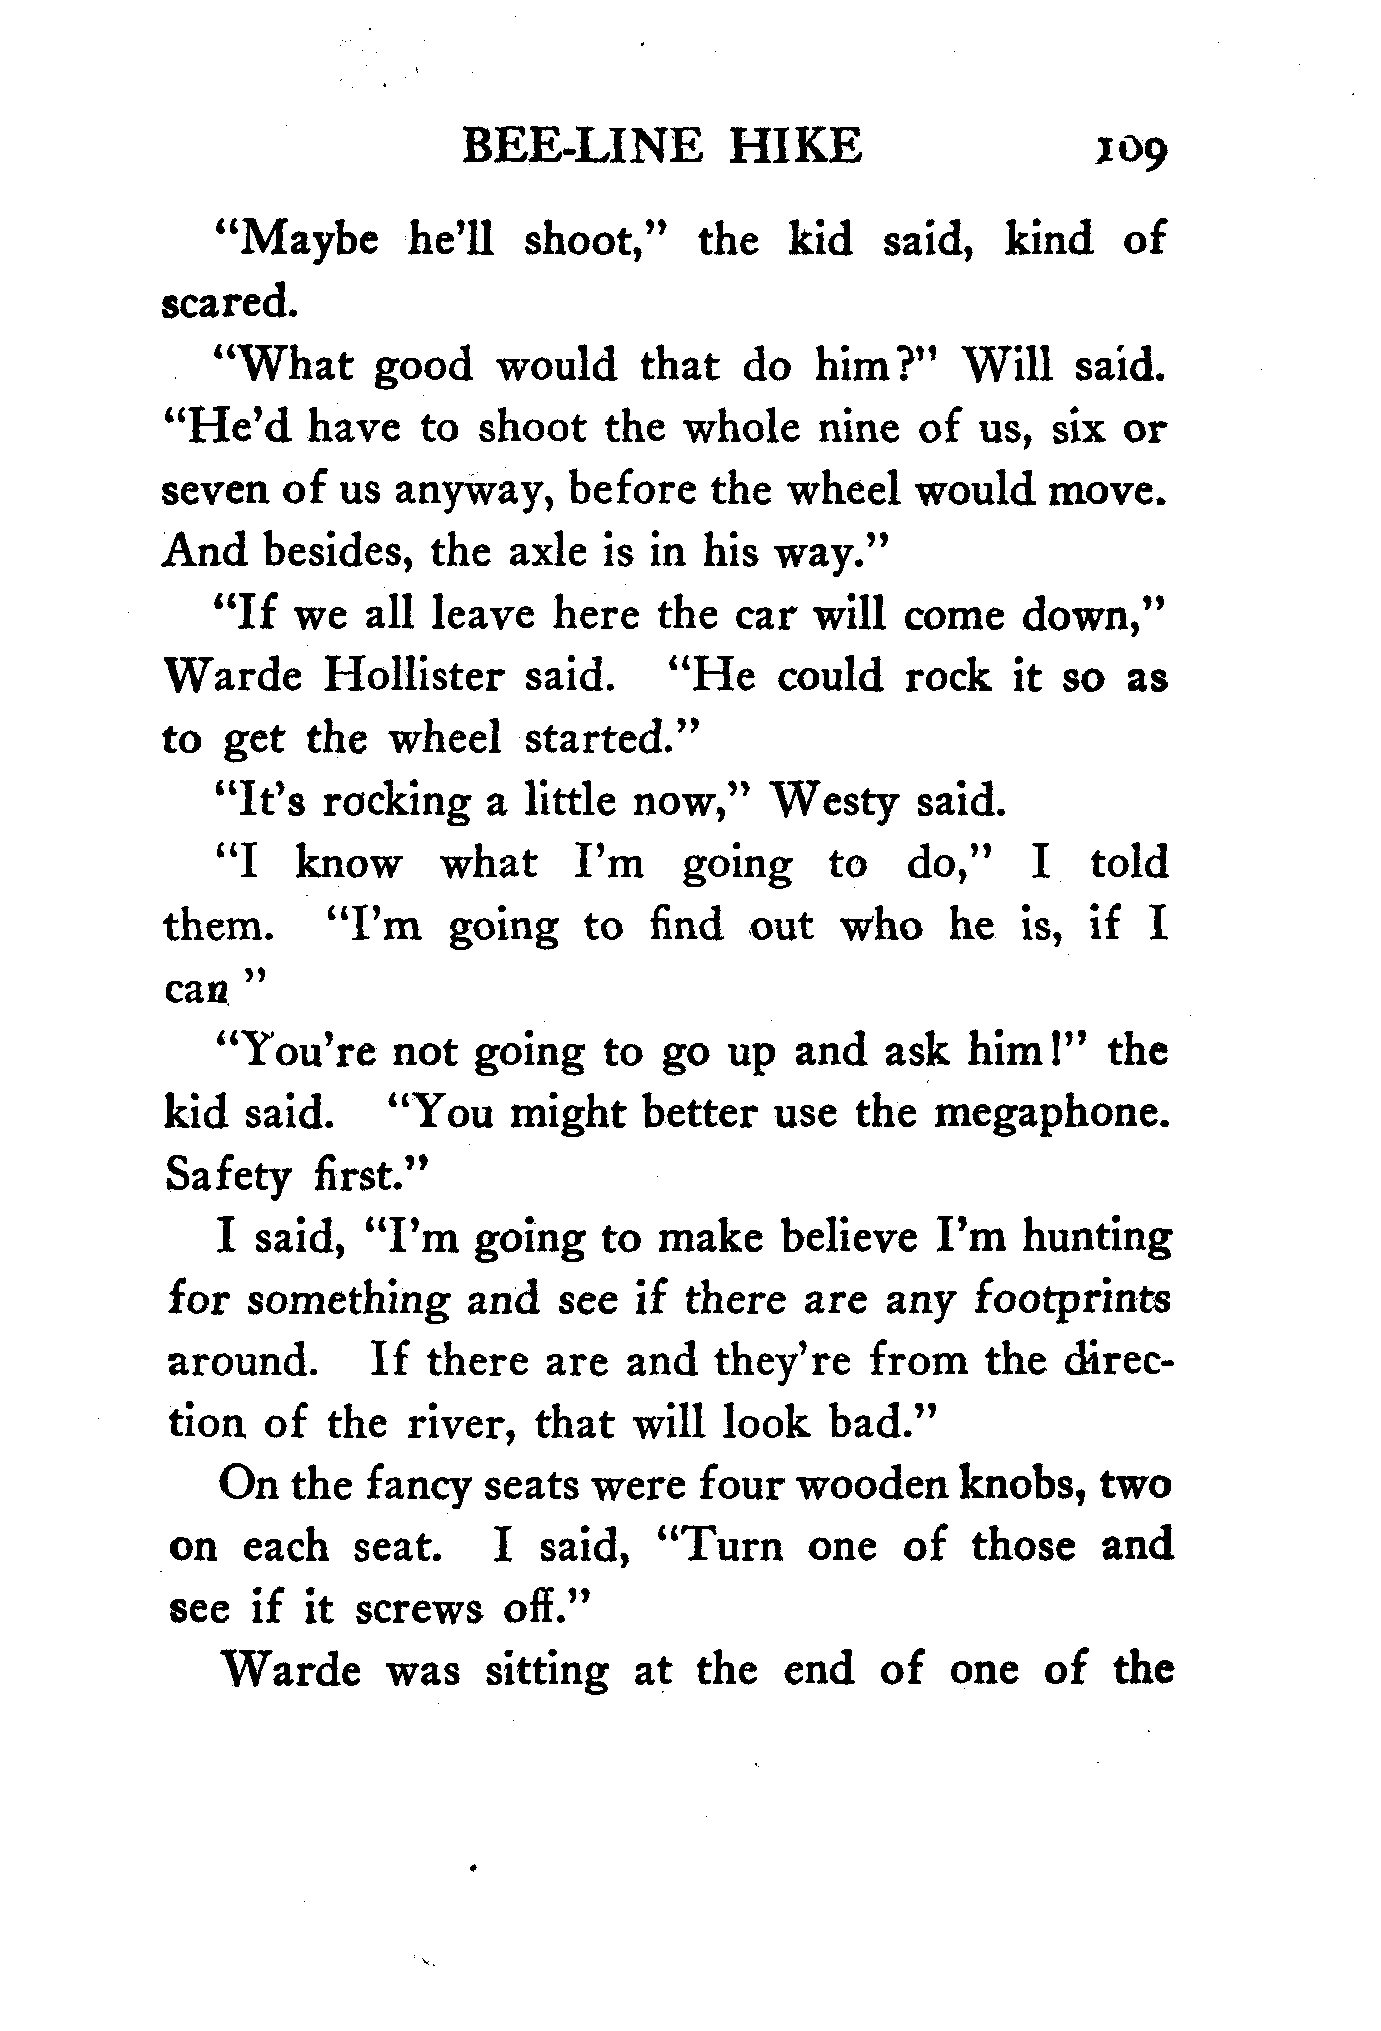 BEE-LINE HIKE 109
“Maybe he’ll shoot,” the kid said, kind of
scared.
“What good would that do him?” Will said.
“He’d have to shoot the whole nine of us, six or
seven of us anyway, before the wheel would move.
And besides, the axle is in his way.”
“If we all leave here the car will come down,”
Warde Hollister said. “He could rock it so as
to get the wheel started.”
“It’s rocking a little now,” Westy said.
“I know what I’m going to do,” I told
them. “I’m going to find out who he is, if I
can ”
“You’re not going to go up and ask him!” the
kid said. “You might better use the megaphone.
Safety first.”
I said, “I’m going to make believe I’m hunting
for something and see if there are any footprints
around. If there are and they’re from the direc-
tion of the river, that will look bad.”
On the fancy seats were four wooden knobs, two
on each seat. I said, “Turn one of those and
see if it screws off.”
Warde was sitting at the end of one of the